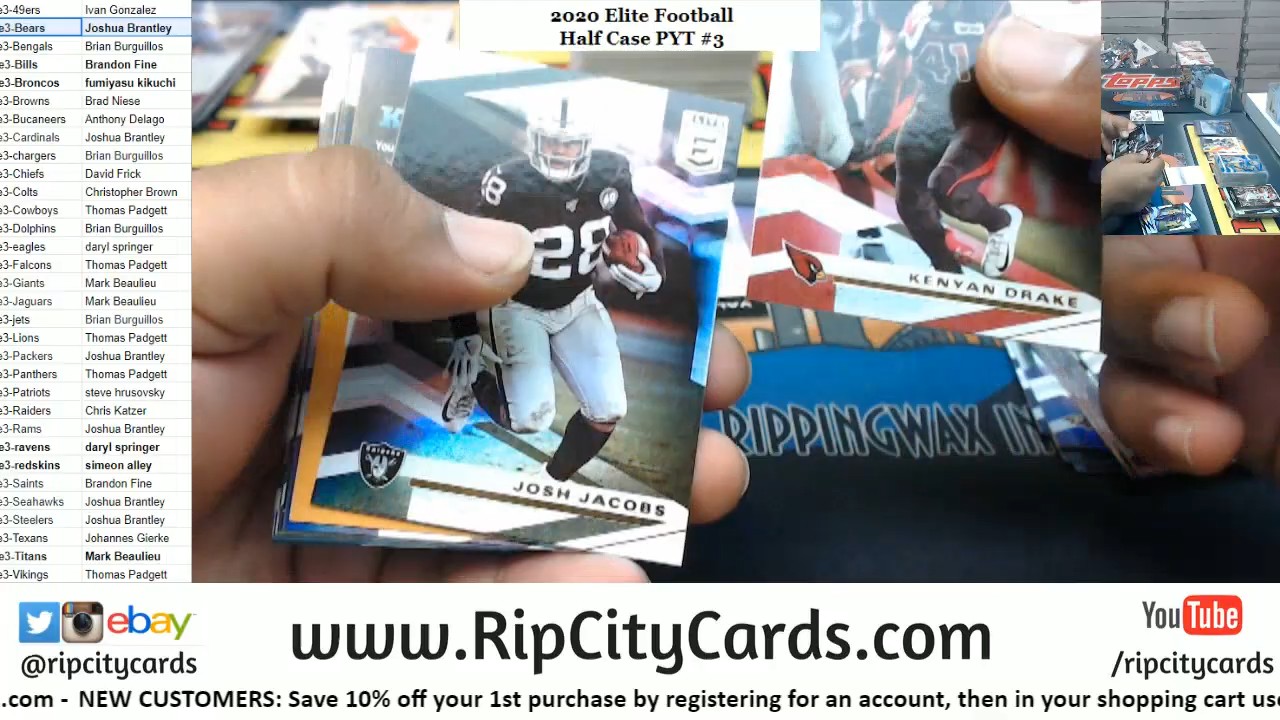 e3-49ers Ivan Gonzalez
e3-Bears Joshua Brantley
e3-Bengals Brian Burguillos
e3-Bills Brandon Fine
e3-Broncos fumiyasu kikuchi
e3-Browns Brad Niese
e3-Bucaneers Anthony Delago
e3-Cardinals Joshua Brantley
e3-chargers Brian Burguillos
e3-Chiefs David Frick
e3-Colts Christopher Brown
e3-Cowboys Thomas Padgett
e3-Dolphins Brian Burguillos
e3-eagles daryl springer
e3-Falcons Thomas Padgett
e3-Giants Mark Beaulieu
e3-Jaguars Mark Beaulieu
e3-jets Brian Burguillos
e3-Lions Thomas Padgett
e3-Packers Joshua Brantley
e3-Panthers Thomas Padgett
e3-Patriots steve hrusovsky
e3-Raiders Chris Katzer
e3-Rams Joshua Brantley
e3-ravens daryl springer
e3-redskins simeon alley
e3-Saints Brandon Fine
e3-Seahawks Joshua Brantley
e3-Steelers Joshua Brantley
e3-Texans Johannes Gierke
e3-Titans Mark Beaulieu
e3-Vikings Thomas Padgett
2020 Elite Football
Half Case PYT #3
41
KENYAN DRAKE
28
RAIDERS
JOSH JACOBS
RIPPINGWAX IN
Topps
ebay
@ripcitycards
www.RipCityCards.com
YouTube
/ripcitycards
.com - NEW CUSTOMERS: Save 10% off your 1st purchase by registering for an account, then in your shopping cart use